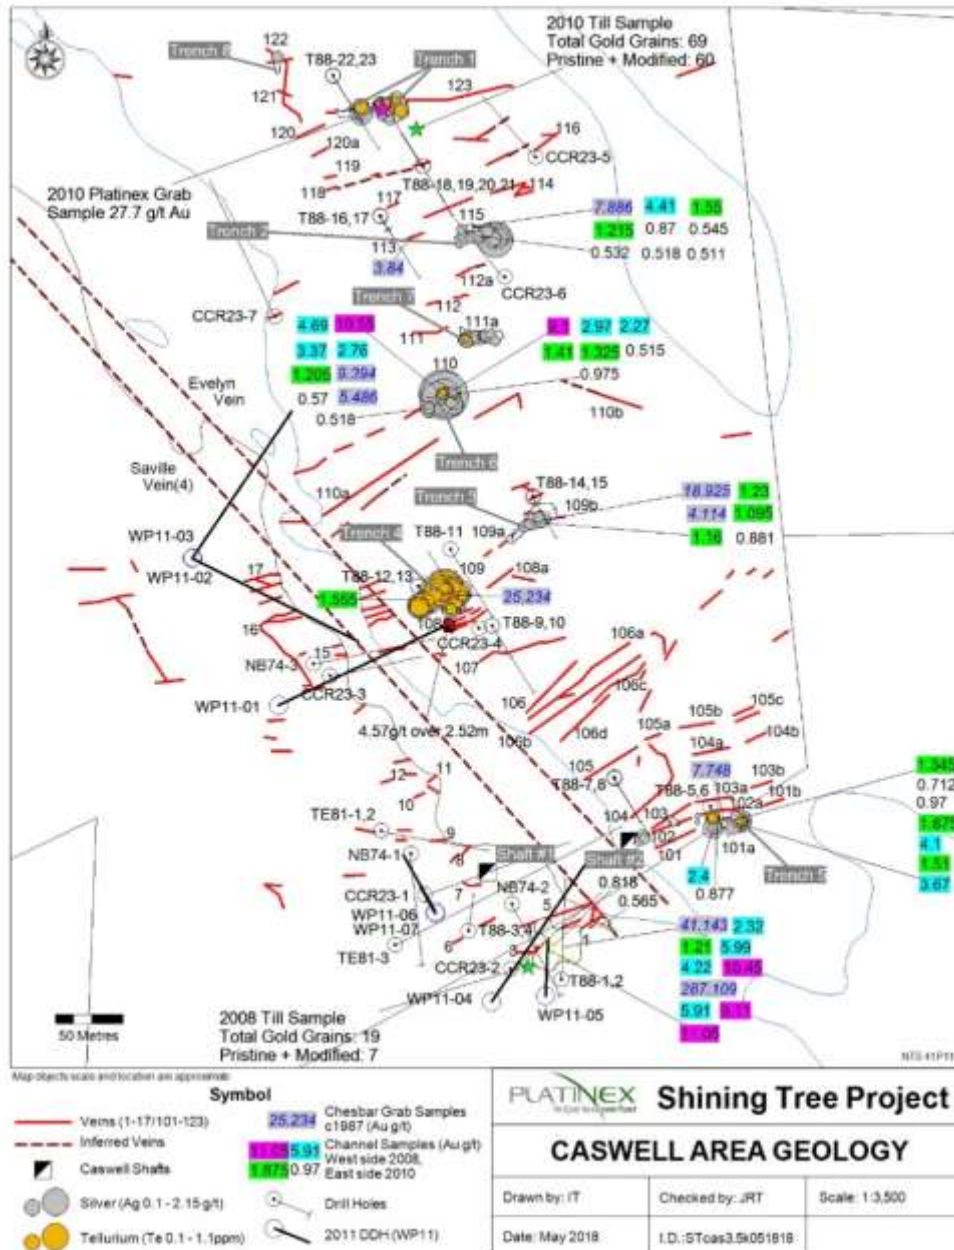 2010 Till Sample
Total Gold Grains: 69
Pristine + Modified: 60
122
Trench 8
T88-22,23
Trench 1
123
121
120
120a
116
CCR23-5
119
118
T88-18,19,20,21
114
117
2010 Platinex Grab
Sample 27.7 g/t Au
T88-16,17
115
7.886 4.41 1.55
1.215 0.87 0.545
0.532 0.518 0.511
Trench 2
113
3.84
112a
CCR23-6
Trench 7
112
111a
111
CCR23-7
4.69 10.55
3.37 2.76
1.205 9.394
0.57 5.486
0.518
9.1 2.97 2.27
1.41 1.325 0.515
0.975
110
110b
Evelyn
Vein
Trench 6
Saville
Vein(4)
110a
T88-14,15
Trench 3
109b
109a
18.925 1.23
4.114 1.095
1.16 0.881
WP11-03
WP11-02
T88-11
Trench 4
109
108a
T88-12,13
1.555
25,234
17
16
108
T88-9,10
CCR23-4
106a
15
NB74-3
CCR23-3
107
106c
WP11-01
106
105c
105b
4.57g/t over 2.52m
106b
106d
105a
104b
104a
105
7.748
103b
12
11
T88-7,8
T88-5,6
103a
101b
102a
10
104
103
102
101
101a
TE81-1,2
9
8
NB74-1
Shaft #1
Shaft #2
Trench 5
1.345
0.712
0.97
1.875
4.1
1.51
3.67
2.4
0.877
0.818
0.565
7
NB74-2
5
CCR23-1
WP11-06
WP11-07
T88-3,4
6
TE81-3
3
1
CCR23-2
T88-1,2
WP11-04
WP11-05
41.143 2.32
1.21 5.99
4.22 10.45
287.109
5.91 9.11
11.05
50 Metres
2008 Till Sample
Total Gold Grains: 19
Pristine + Modified: 7
NTS 41P11
Map objects scale and location are approximate
Symbol
Veins (1-17/101-123)
Inferred Veins
Caswell Shafts
Silver (Ag 0.1 - 2.15 g/t)
Tellurium (Te 0.1 - 1.1ppm)
25.234
Chesbar Grab Samples
c1987 (Au g/t)
11.05 5.91
1.875 0.97
Channel Samples (Au g/t)
West side 2008,
East side 2010
Drill Holes
2011 DDH (WP11)
PLATINEX
Shining Tree Project
CASWELL AREA GEOLOGY
Drawn by: IT
Checked by: JRT
Scale: 1:3,500
Date: May 2018
I.D.:STcas3.5k051818